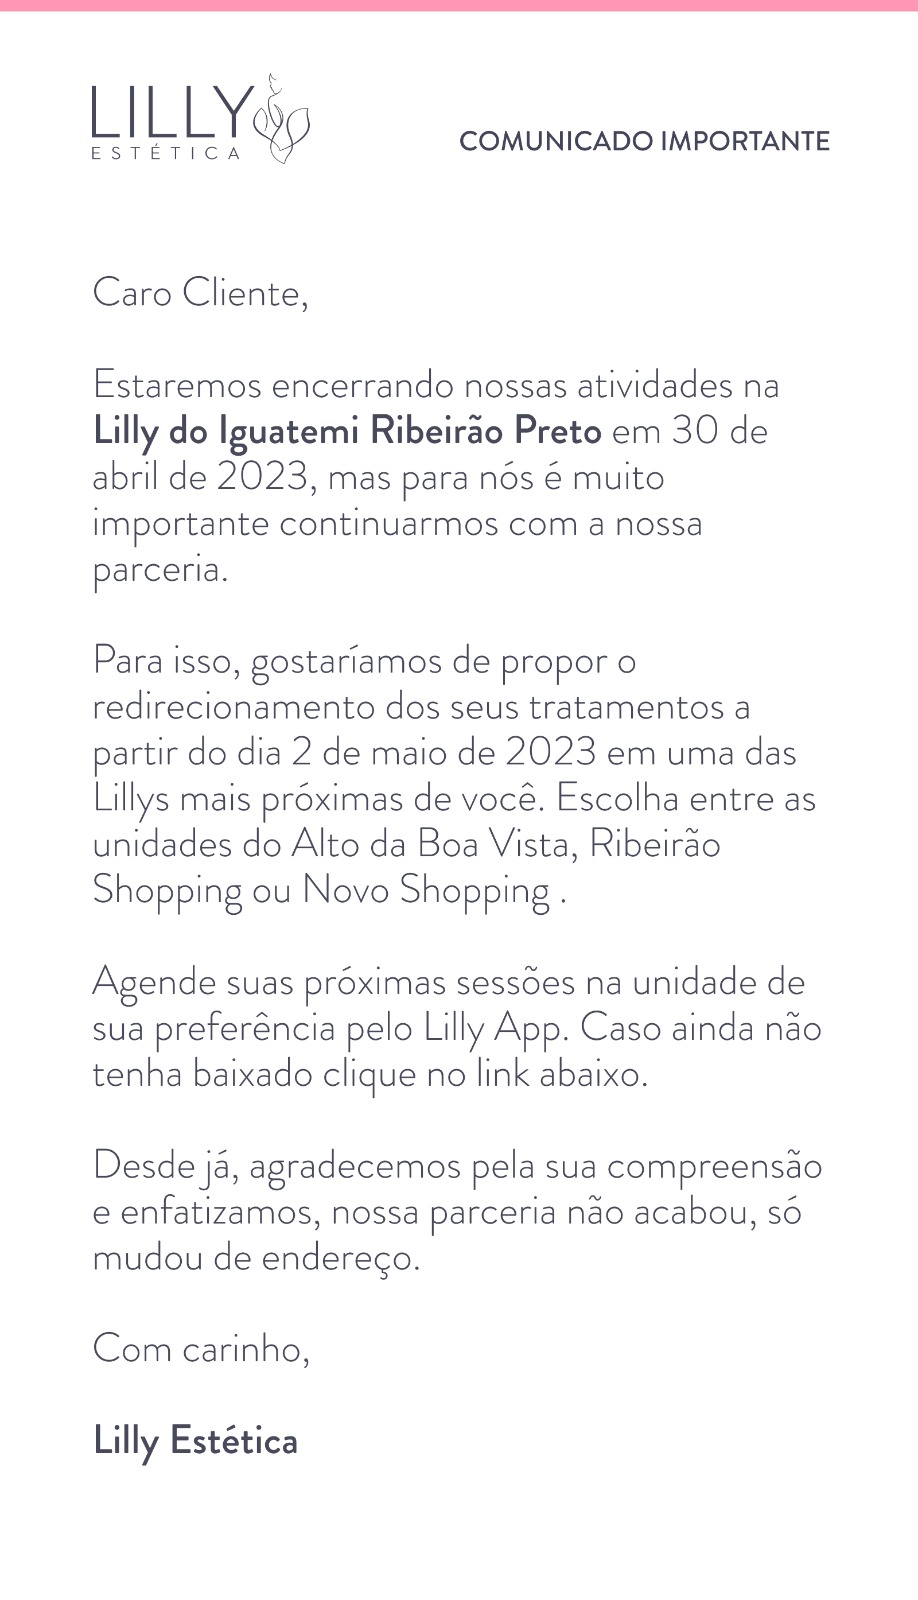 LILLY
ESTÉTICA
COMUNICADO IMPORTANTE
Caro Cliente,
Estaremos encerrando nossas atividades na
Lilly do Iguatemi Ribeirão Preto em 30 de
abril de 2023, mas para nós é muito
importante continuarmos com a nossa
parceria.
Para isso, gostaríamos de propor o
redirecionamento dos seus tratamentos a
partir do dia 2 de maio de 2023 em uma das
Lillys mais próximas de você. Escolha entre as
unidades do Alto da Boa Vista, Ribeirão
Shopping ou Novo Shopping .
Agende suas próximas sessões na unidade de
sua preferência pelo Lilly App. Caso ainda não
tenha baixado clique no link abaixo.
Desde já, agradecemos pela sua compreensão
e enfatizamos, nossa parceria não acabou, só
mudou de endereço.
Com carinho,
Lilly Estética